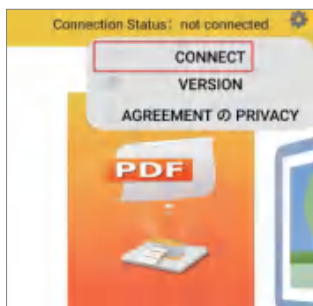 Connection Status：not connected
CONNECT
VERSION
AGREEMENT の PRIVACY
PDF